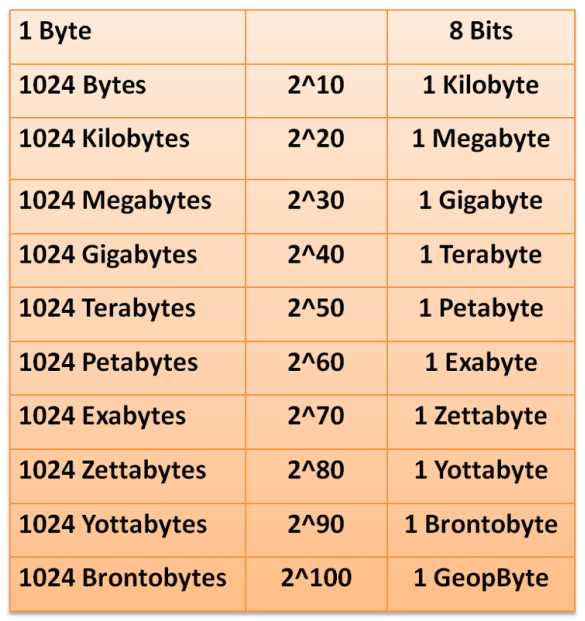 1 Byte 8 Bits
1024 Bytes 2^10 1 Kilobyte
1024 Kilobytes 2^20 1 Megabyte
1024 Megabytes 2^30 1 Gigabyte
1024 Gigabytes 2^40 1 Terabyte
1024 Terabytes 2^50 1 Petabyte
1024 Petabytes 2^60 1 Exabyte
1024 Exabytes 2^70 1 Zettabyte
1024 Zettabytes 2^80 1 Yottabyte
1024 Yottabytes 2^90 1 Brontobyte
1024 Brontobytes 2^100 1 GeopByte